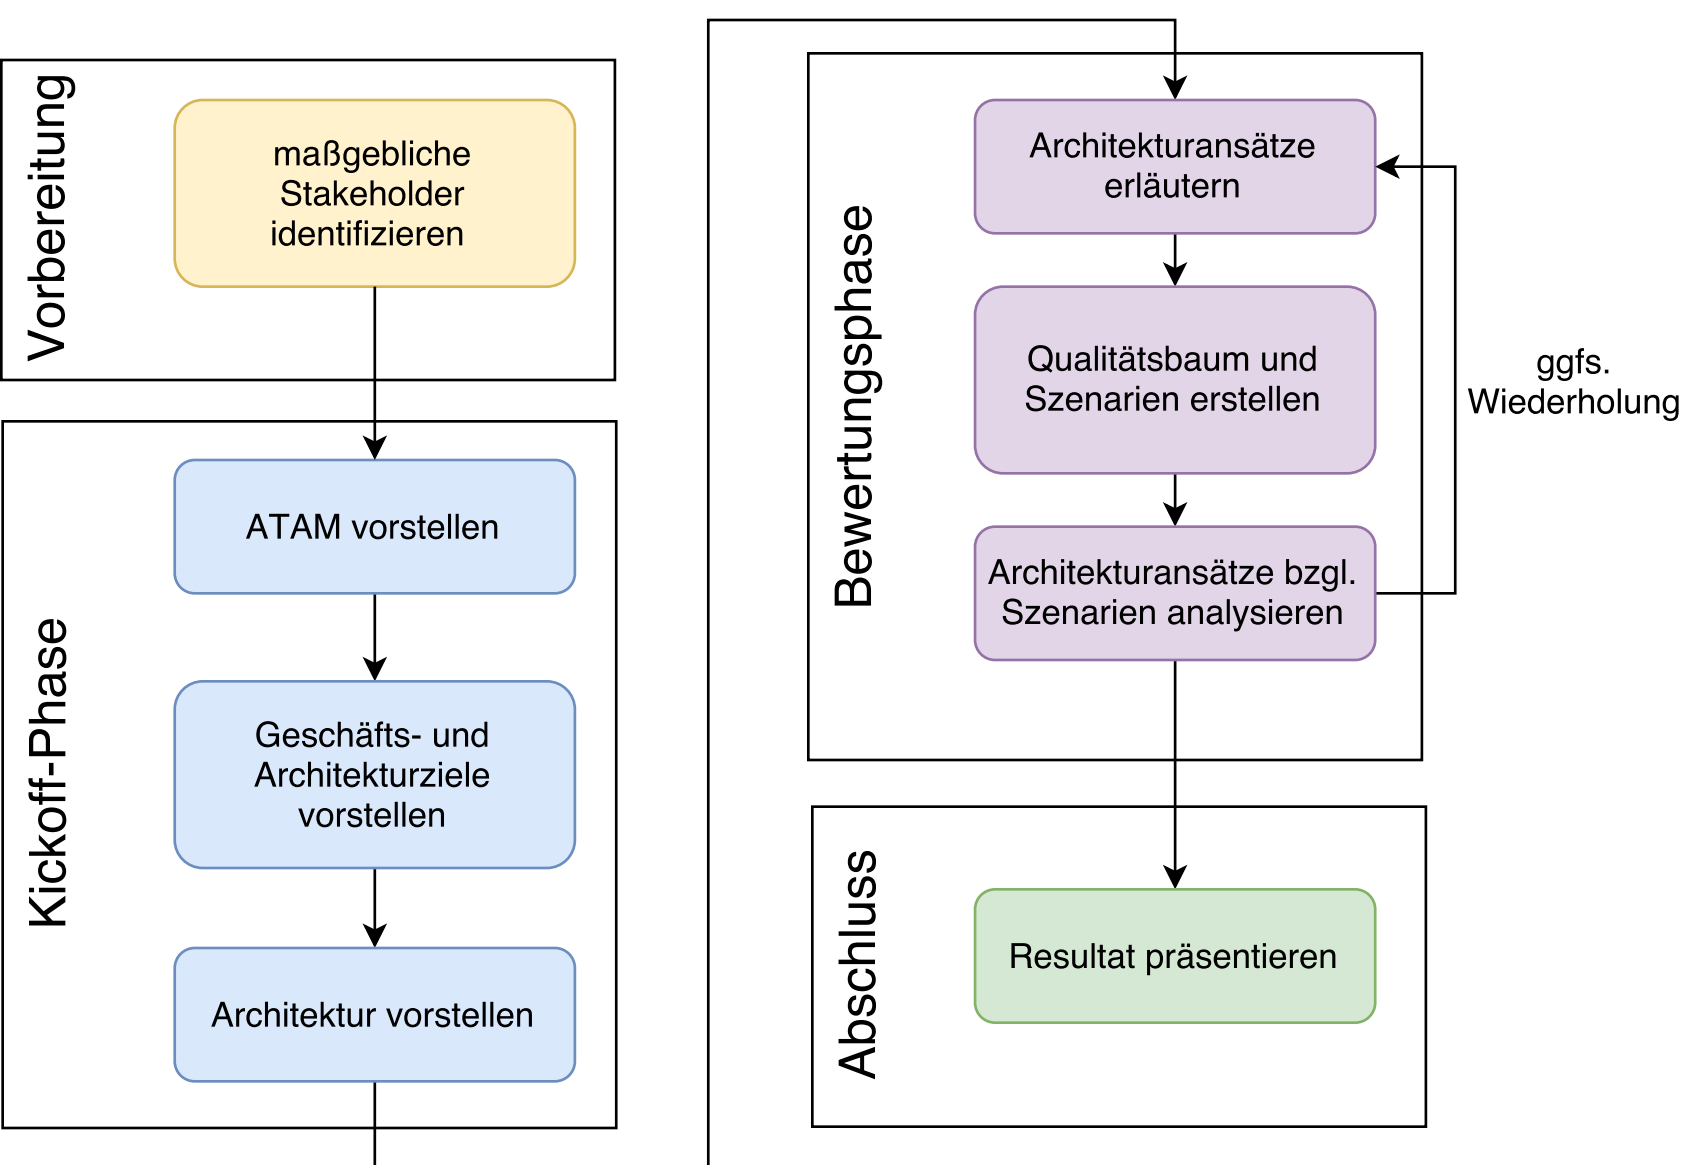 Vorbereitung
maßgebliche
Stakeholder
identifizieren
Kickoff-Phase
ATAM vorstellen
Geschäfts- und
Architekturziele
vorstellen
Architektur vorstellen
Bewertungsphase
Architekturansätze
erläutern
Qualitätsbaum und
Szenarien erstellen
Architekturansätze bzgl.
Szenarien analysieren
ggfs.
Wiederholung
Abschluss
Resultat präsentieren